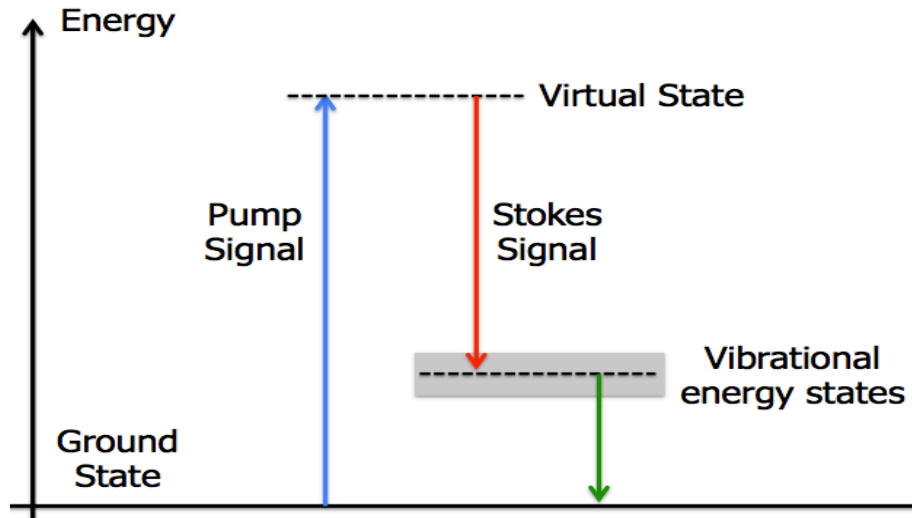 Energy
Virtual State
Pump
Signal
Stokes
Signal
Vibrational
energy states
Ground
State